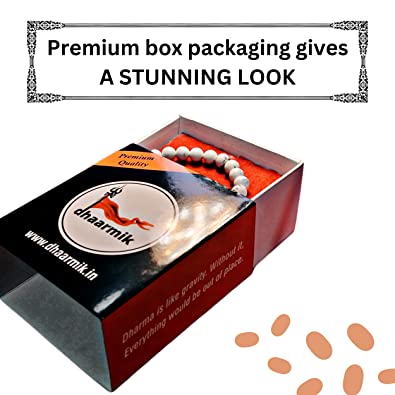 Premium box packaging gives
A STUNNING LOOK
Premium
Quality
dhaarmik
www.dhaarmik.in
Dharma is like gravity. Without it,
Everything would be out of place.